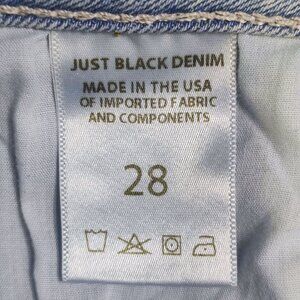 JUST BLACK DENIM
MADE IN THE USA
OF IMPORTED FABRIC
AND COMPONENTS
28